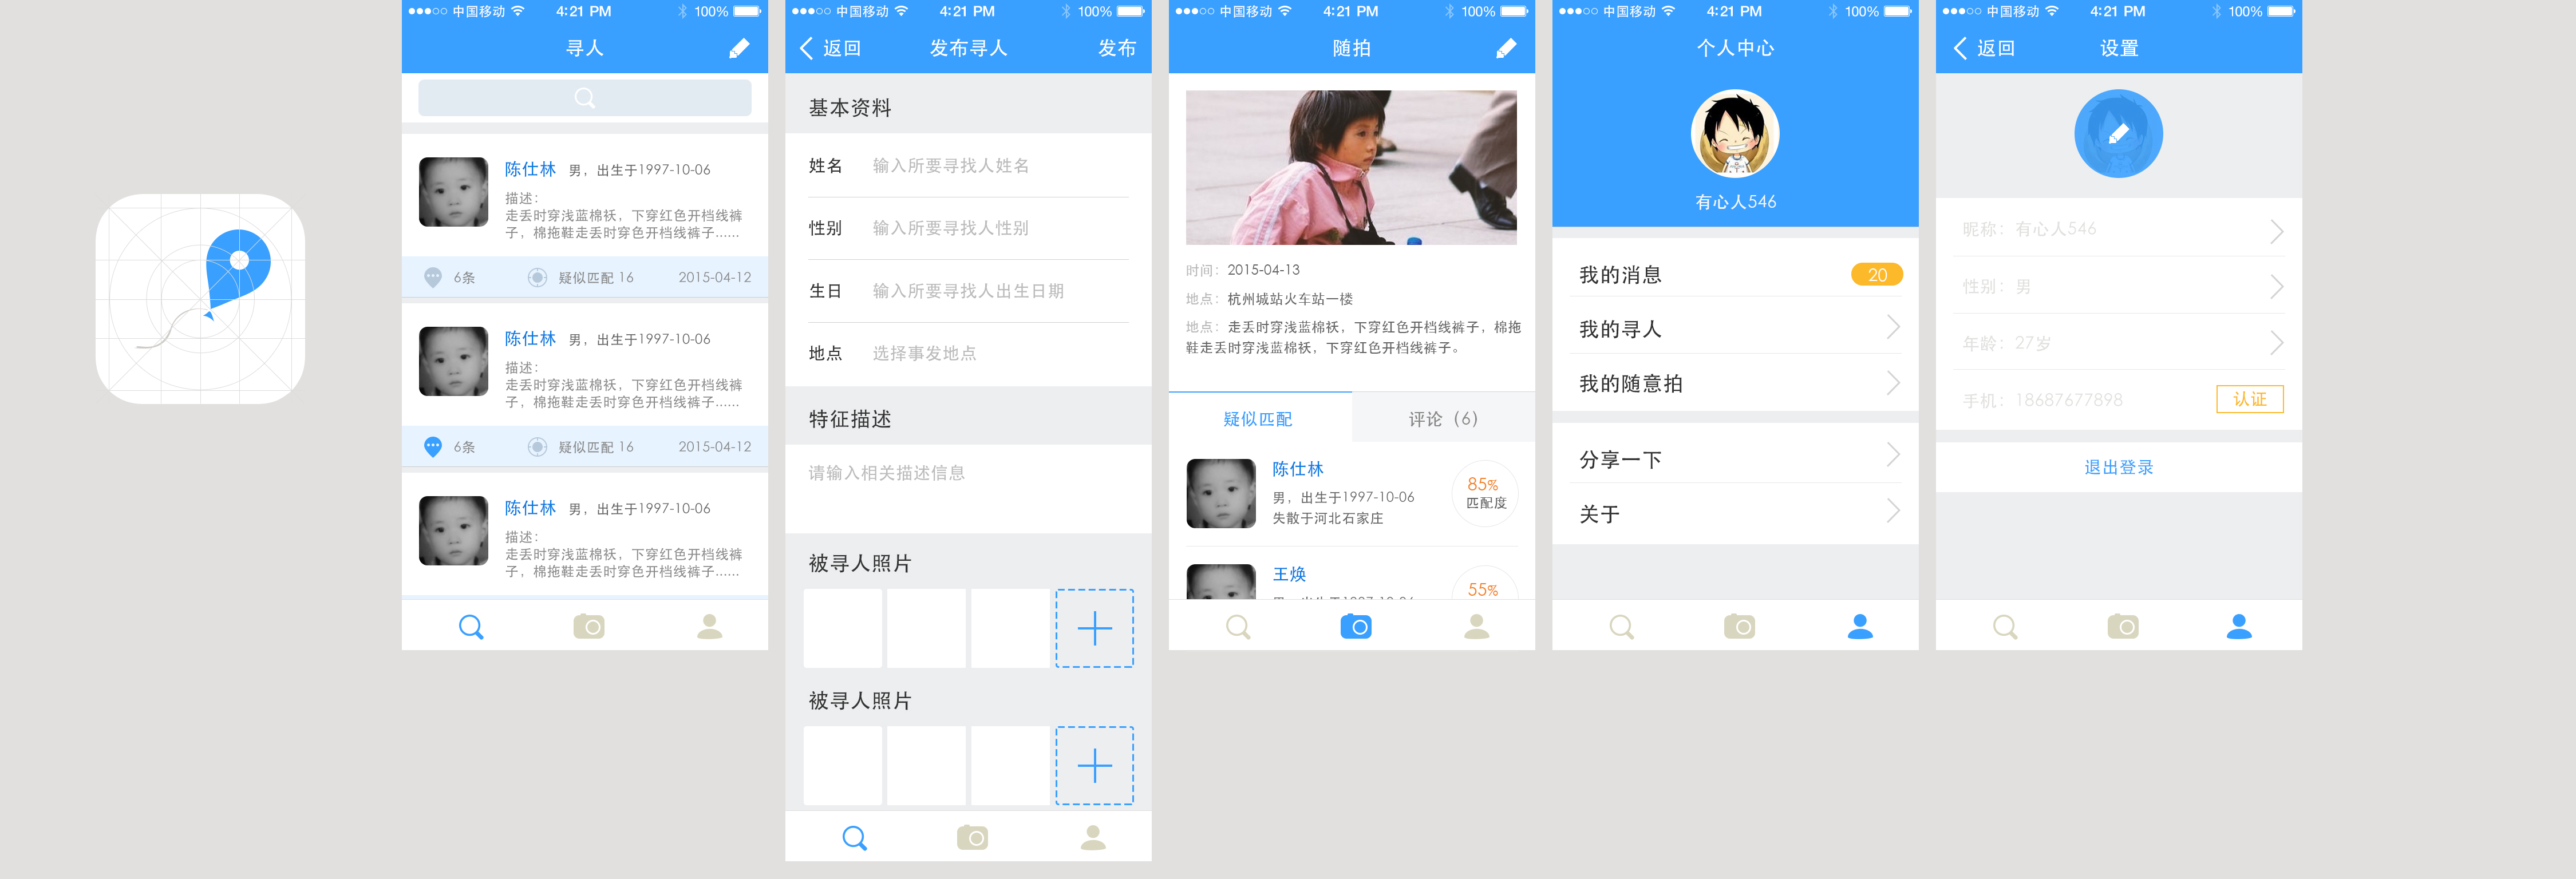 中国移动 4:21 PM 100%
寻人
陈仕林 男，出生于1997-10-06
描述：
走丢时穿浅蓝棉袄，下穿红色开档线裤
子，棉拖鞋走丢时穿色开档线裤子......
6条 疑似匹配 16 2015-04-12
陈仕林 男，出生于1997-10-06
描述：
走丢时穿浅蓝棉袄，下穿红色开档线裤
子，棉拖鞋走丢时穿色开档线裤子......
6条 疑似匹配 16 2015-04-12
陈仕林 男，出生于1997-10-06
描述：
走丢时穿浅蓝棉袄，下穿红色开档线裤
子，棉拖鞋走丢时穿色开档线裤子......
中国移动 4:21 PM 100%
返回 发布寻人 发布
基本资料
姓名 输入所要寻找人姓名
性别 输入所要寻找人性别
生日 输入所要寻找人出生日期
地点 选择事发地点
特征描述
请输入相关描述信息
被寻人照片
被寻人照片
中国移动 4:21 PM 100%
随拍
时间：2015-04-13
地点：杭州城站火车站一楼
地点：走丢时穿浅蓝棉袄，下穿红色开档线裤子，棉拖
鞋走丢时穿浅蓝棉袄，下穿红色开档线裤子。
疑似匹配 评论（6）
陈仕林
男，出生于1997-10-06
失散于河北石家庄
85%
匹配度
王焕
55%
中国移动 4:21 PM 100%
个人中心
有心人546
我的消息 20
我的寻人
我的随意拍
分享一下
关于
中国移动 4:21 PM 100%
返回 设置
昵称：有心人546
性别：男
年龄：27岁
手机：18687677898 认证
退出登录